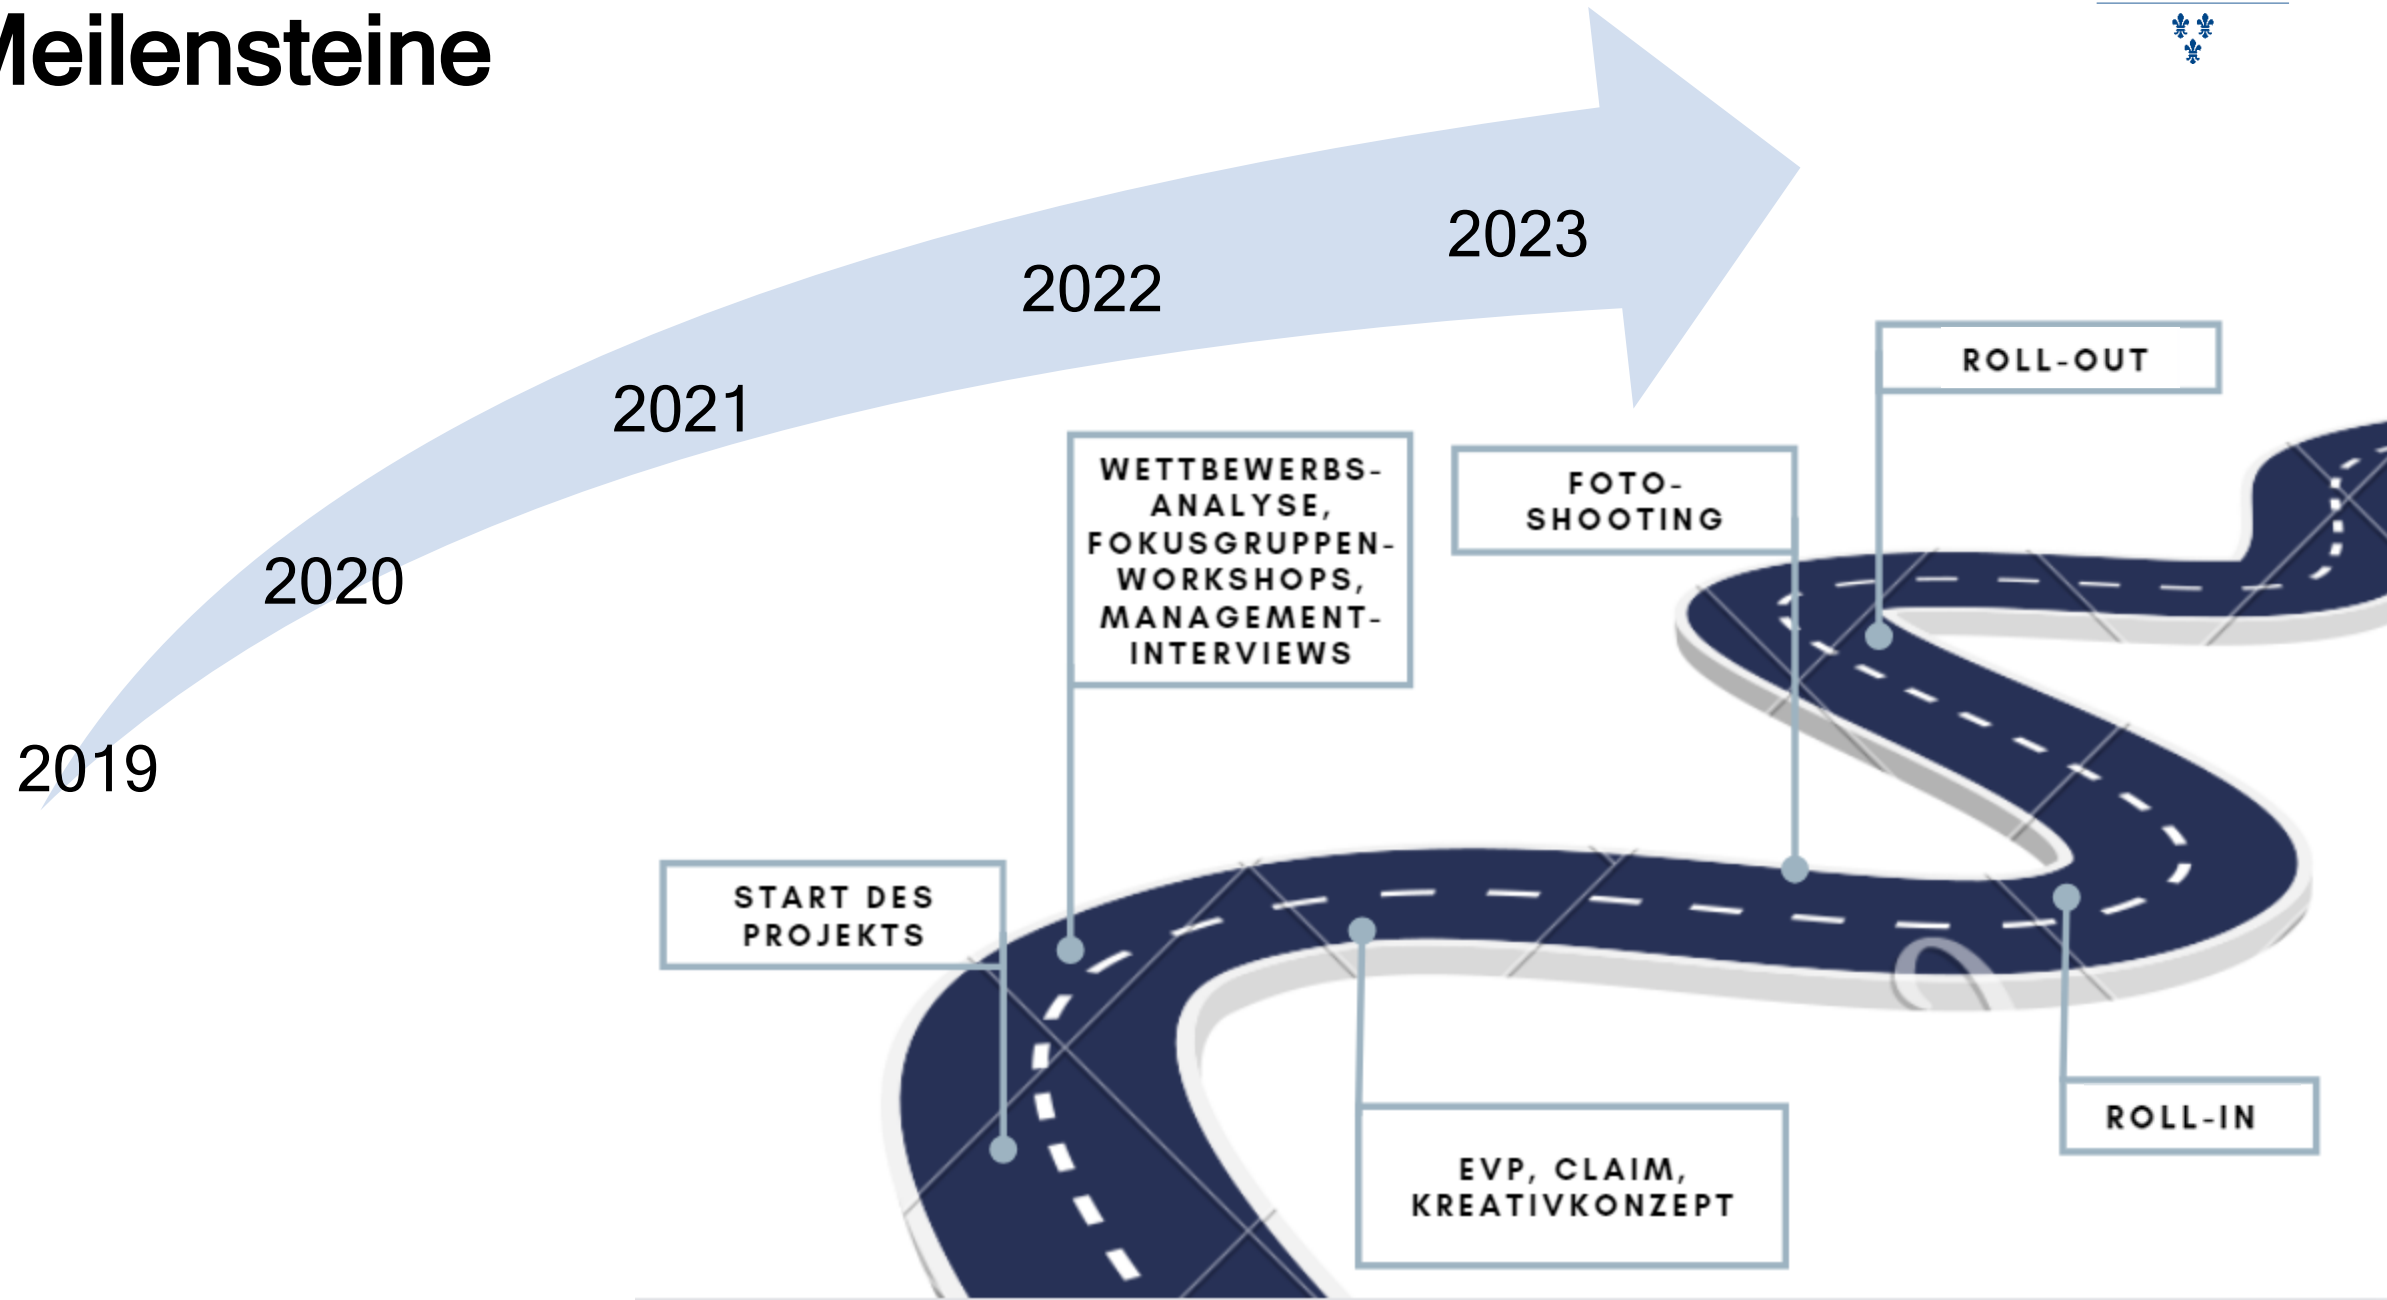 Meilensteine
2019
2020
2021
2022
2023
START DES
PROJEKTS
WETTBEWERBS-
ANALYSE,
FOKUSGRUPPEN-
WORKSHOPS,
MANAGEMENT-
INTERVIEWS
EVP, CLAIM,
KREATIVKONZEPT
FOTO-
SHOOTING
ROLL-IN
ROLL-OUT